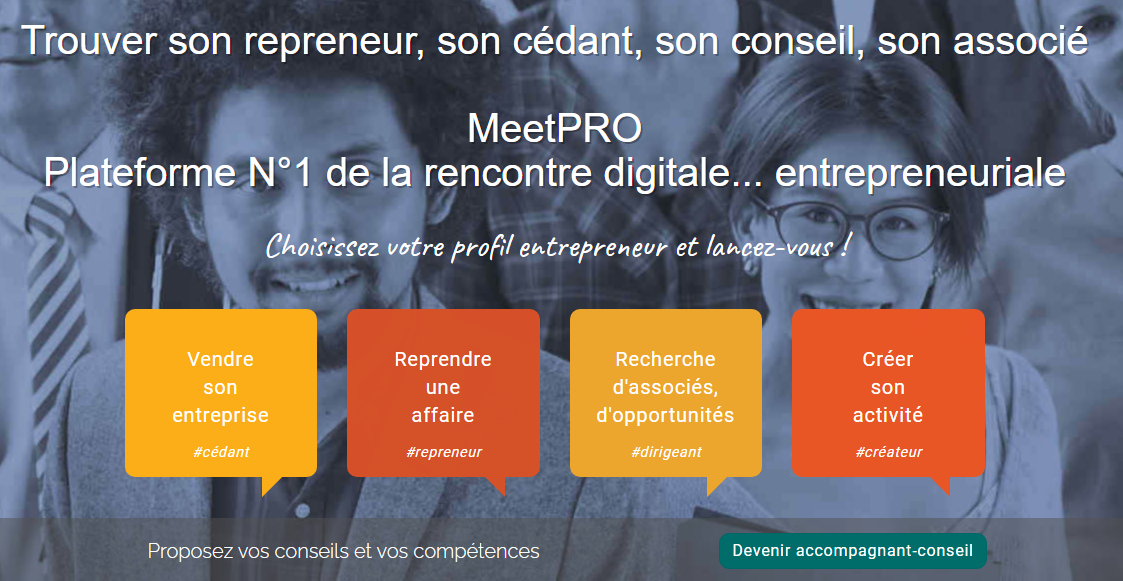 Trouver son repreneur, son cédant, son conseil, son associé
MeetPRO
Plateforme N°1 de la rencontre digitale... entrepreneuriale
Choisissez votre profil entrepreneur et lancez-vous !
Vendre
son
entreprise
#cédant
Reprendre
une
affaire
#repreneur
Recherche
d'associés,
d'opportunités
#dirigeant
Créer
son
activité
#créateur
Proposez vos conseils et vos compétences
Devenir accompagnant-conseil